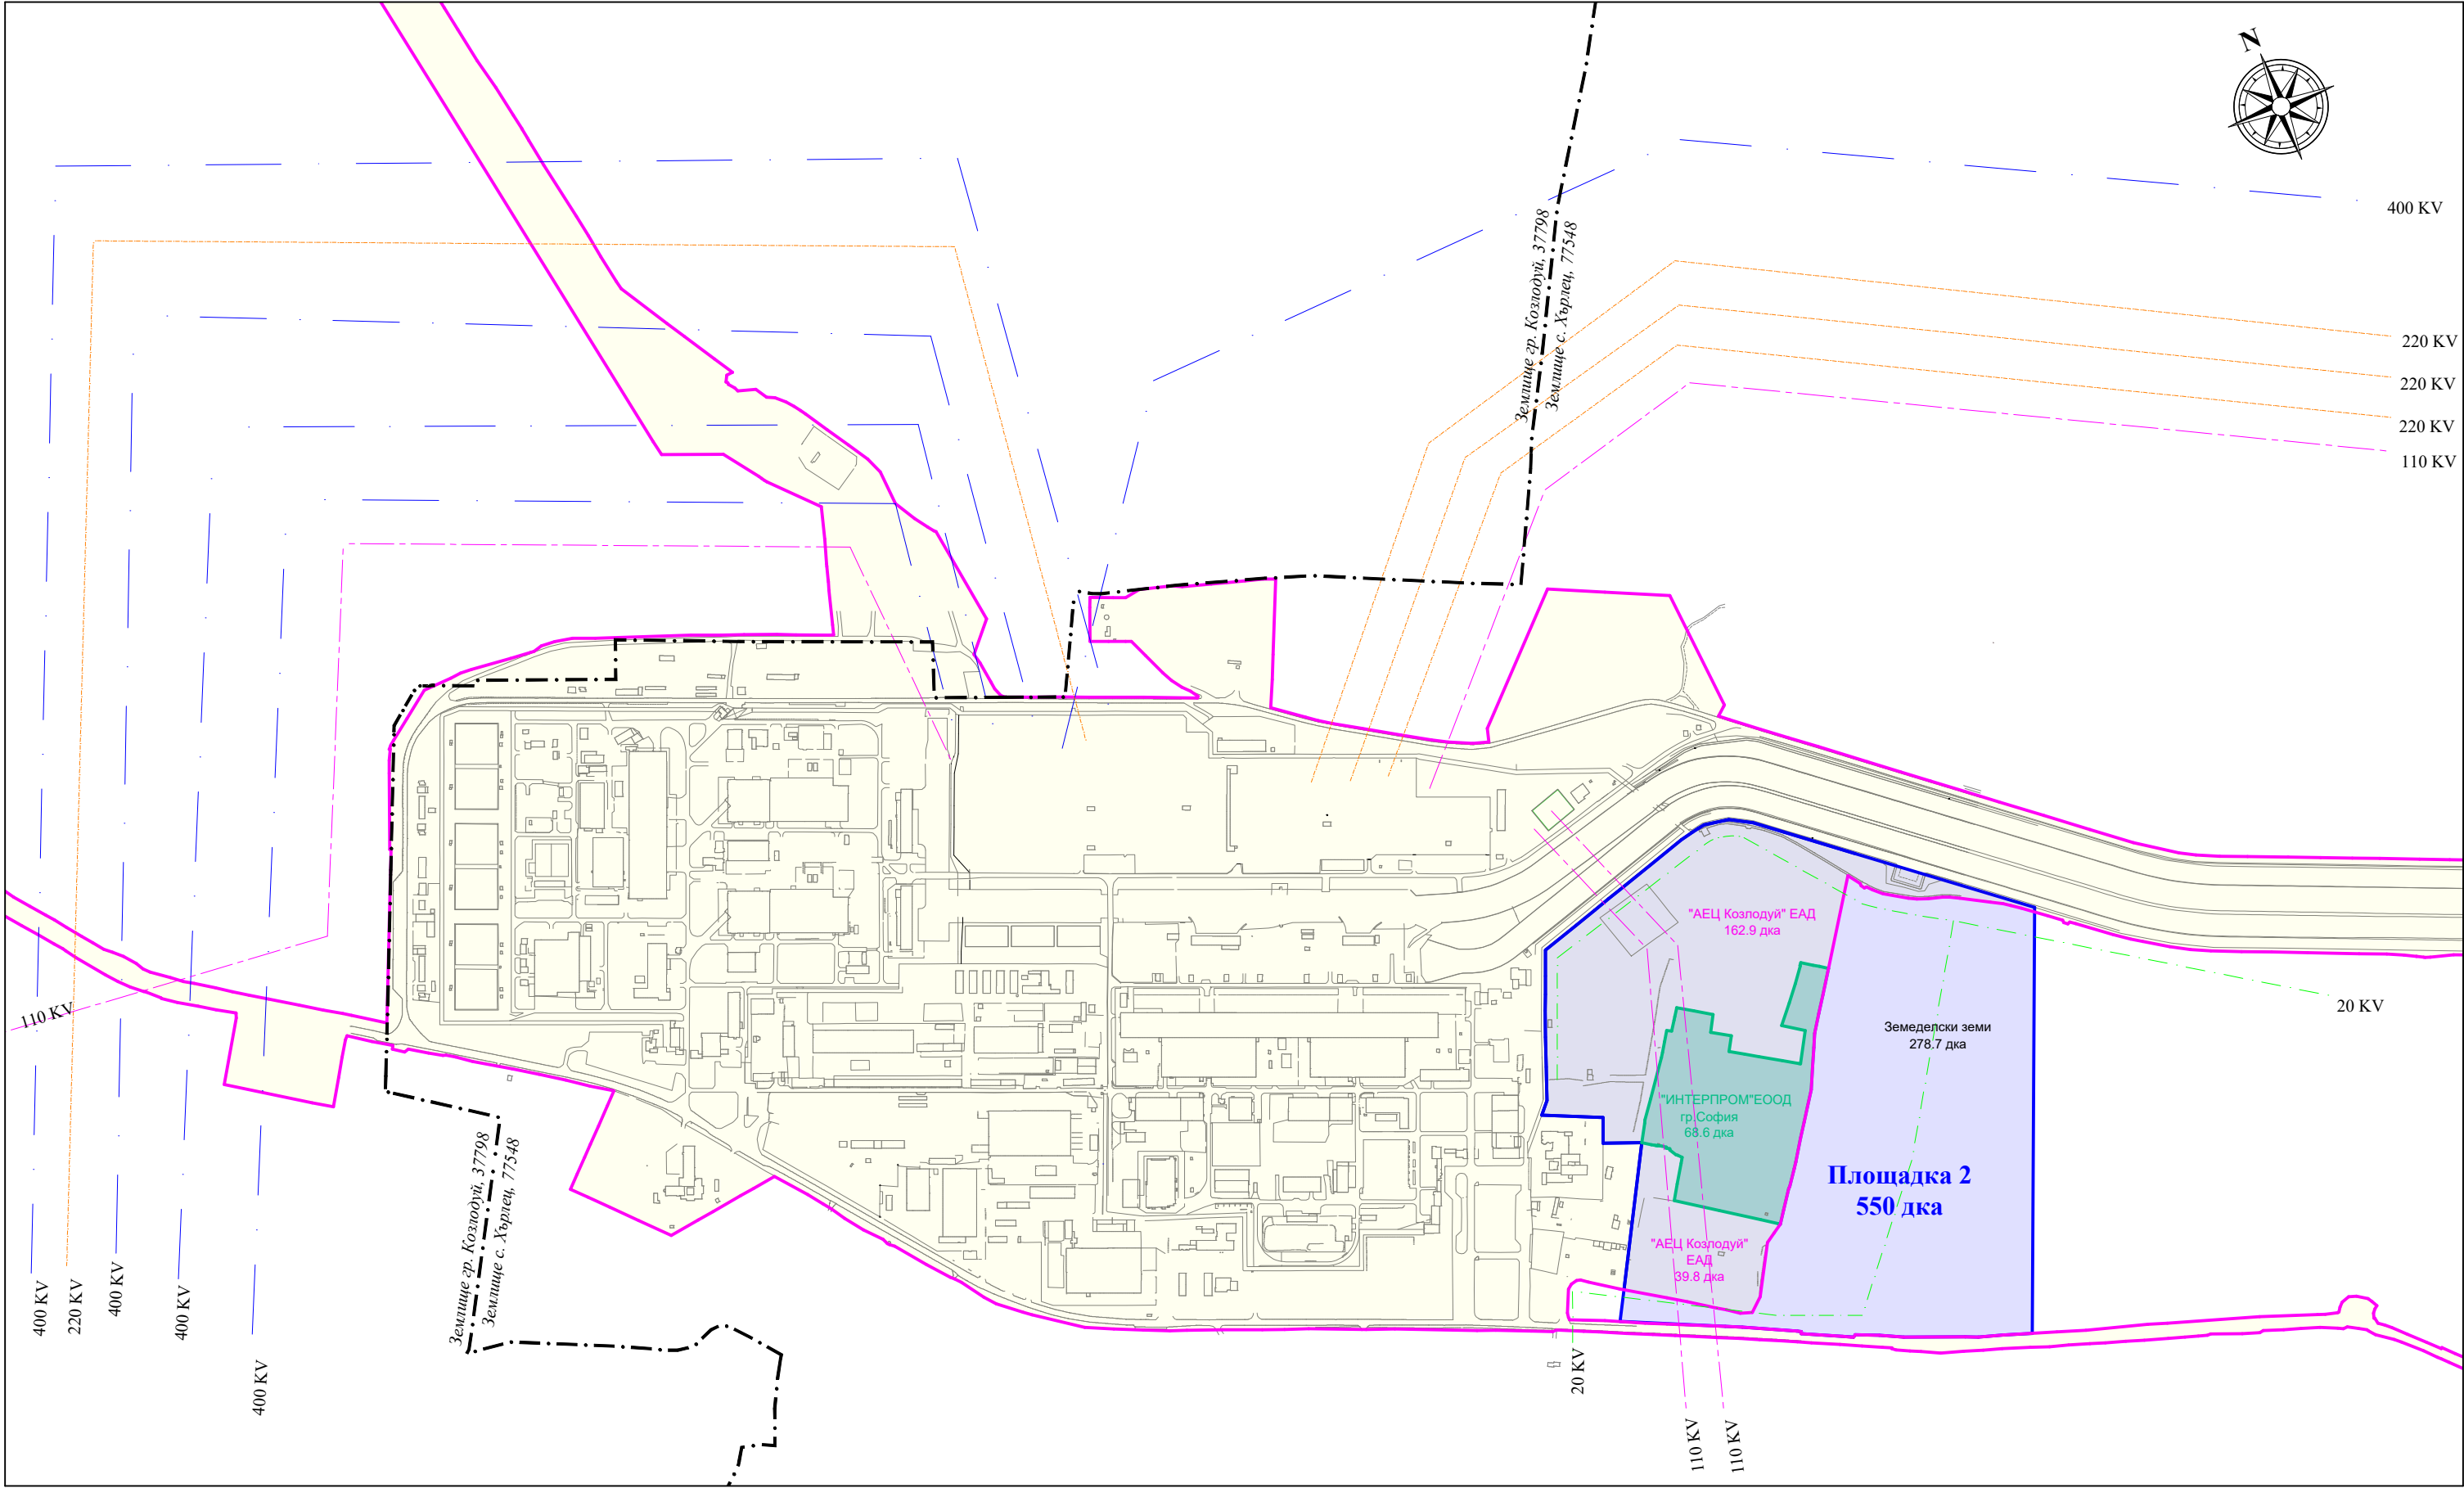 N
400 KV
Землище гр. Козлодуй, 37798
Землище с. Хърлец, 77548
220 KV
220 KV
220 KV
110 KV
"АЕЦ Козлодуй" ЕАД
162.9 дка
20 KV
110 KV
Земеделски земи
278.7 дка
"ИНТЕРПРОМ"ЕООД
гр.София
68.6 дка
Площадка 2
550 дка
"АЕЦ Козлодуй"
ЕАД
39.8 дка
Землище гр. Козлодуй, 37798
Землище с. Хърлец, 77548
400 KV
220 KV
400 KV
400 KV
400 KV
20 KV
110 KV
110 KV